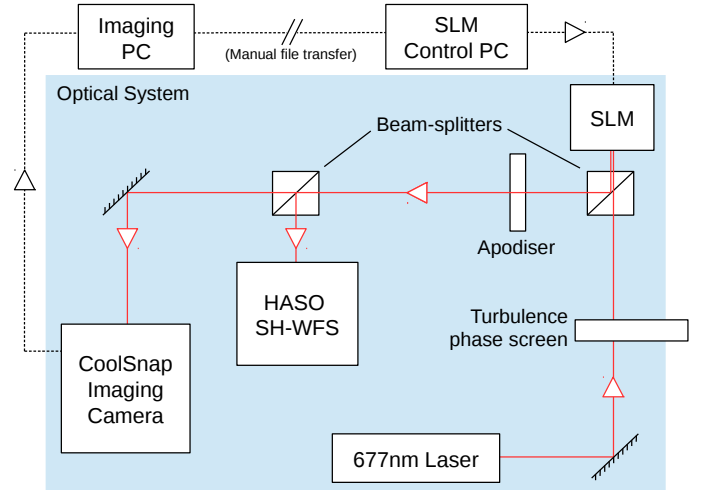 Imaging
PC
(Manual file transfer)
SLM
Control PC
Optical System
Beam-splitters
SLM
Apodiser
HASO
SH-WFS
Turbulence
phase screen
CoolSnap
Imaging
Camera
677nm Laser